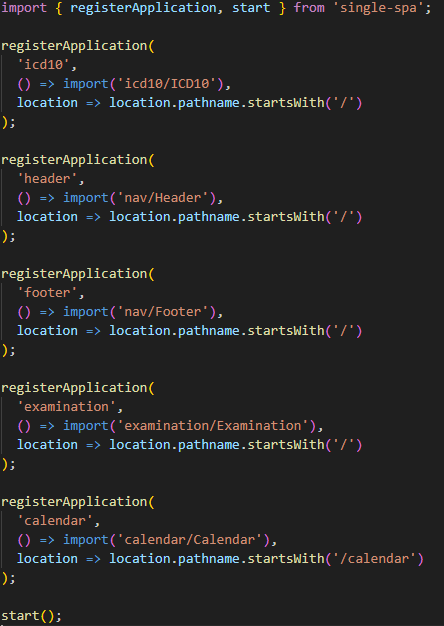 import { registerApplication, start } from 'single-spa';
registerApplication(
'icd10',
() => import('icd10/ICD10'),
location => location.pathname.startsWith('/')
);
registerApplication(
'header',
() => import('nav/Header'),
location => location.pathname.startsWith('/')
);
registerApplication(
'footer',
() => import('nav/Footer'),
location => location.pathname.startsWith('/')
);
registerApplication(
'examination',
() => import('examination/Examination'),
location => location.pathname.startsWith('/')
);
registerApplication(
'calendar',
() => import('calendar/Calendar'),
location => location.pathname.startsWith('/calendar')
);
start();